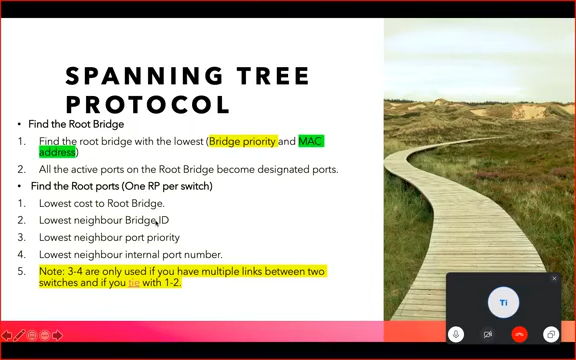 SPANNING TREE
PROTOCOL
• Find the Root Bridge
1. Find the root bridge with the lowest (Bridge priority and MAC
address)
2. All the active ports on the Root Bridge become designated ports.
• Find the Root ports (One RP per switch)
1. Lowest cost to Root Bridge.
2. Lowest neighbour Bridge ID
3. Lowest neighbour port priority
4. Lowest neighbour internal port number.
5. Note: 3-4 are only used if you have multiple links between two
switches and if you tie with 1-2.
Ti